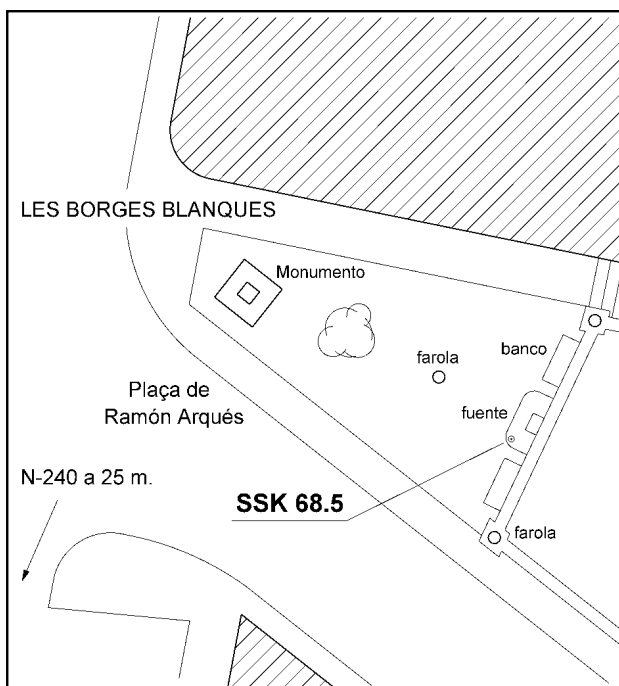 LES BORGES BLANQUES
Monumento
banco
farola
Plaça de
Ramón Arqués
fuente
N-240 a 25 m.
SSK 68.5
farola